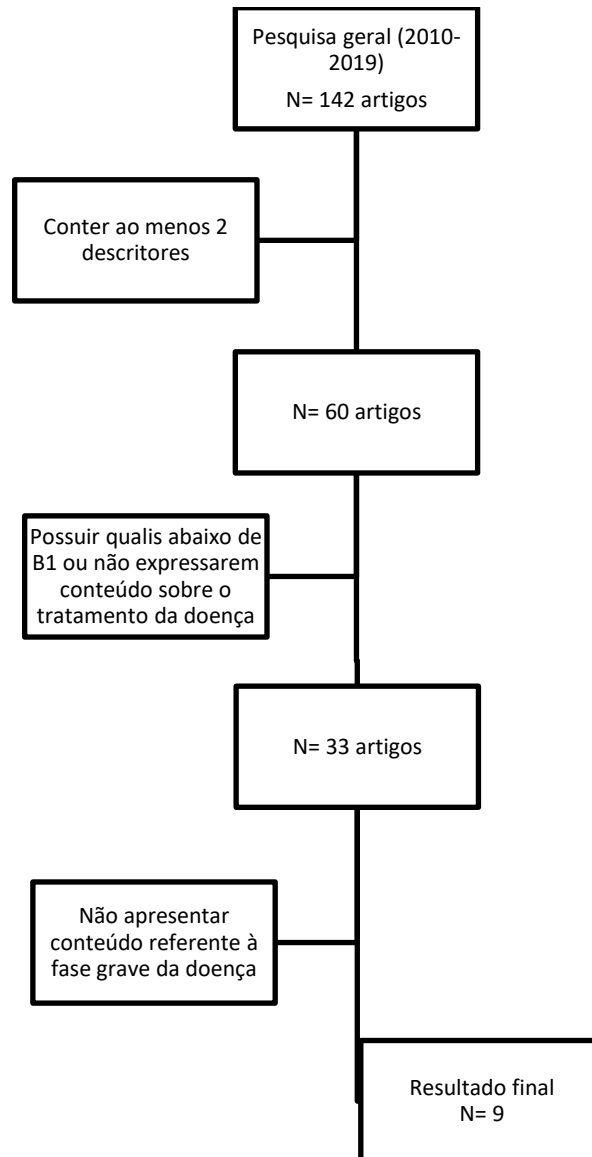 Pesquisa geral (2010-
2019)
N= 142 artigos
Conter ao menos 2
descritores
N= 60 artigos
Possuir qualis abaixo de
B1 ou não expressarem
conteúdo sobre o
tratamento da doença
N= 33 artigos
Não apresentar
conteúdo referente à
fase grave da doença
Resultado final
N= 9